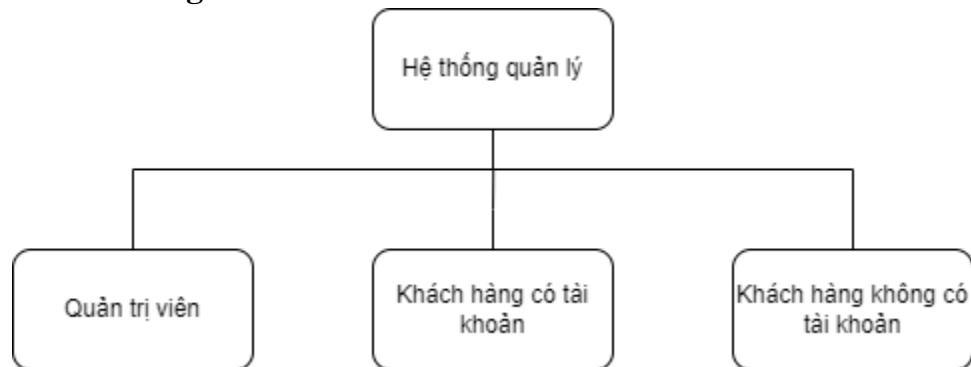 Hệ thống quản lý
Quản trị viên
Khách hàng có tài
khoản
Khách hàng không có
tài khoản